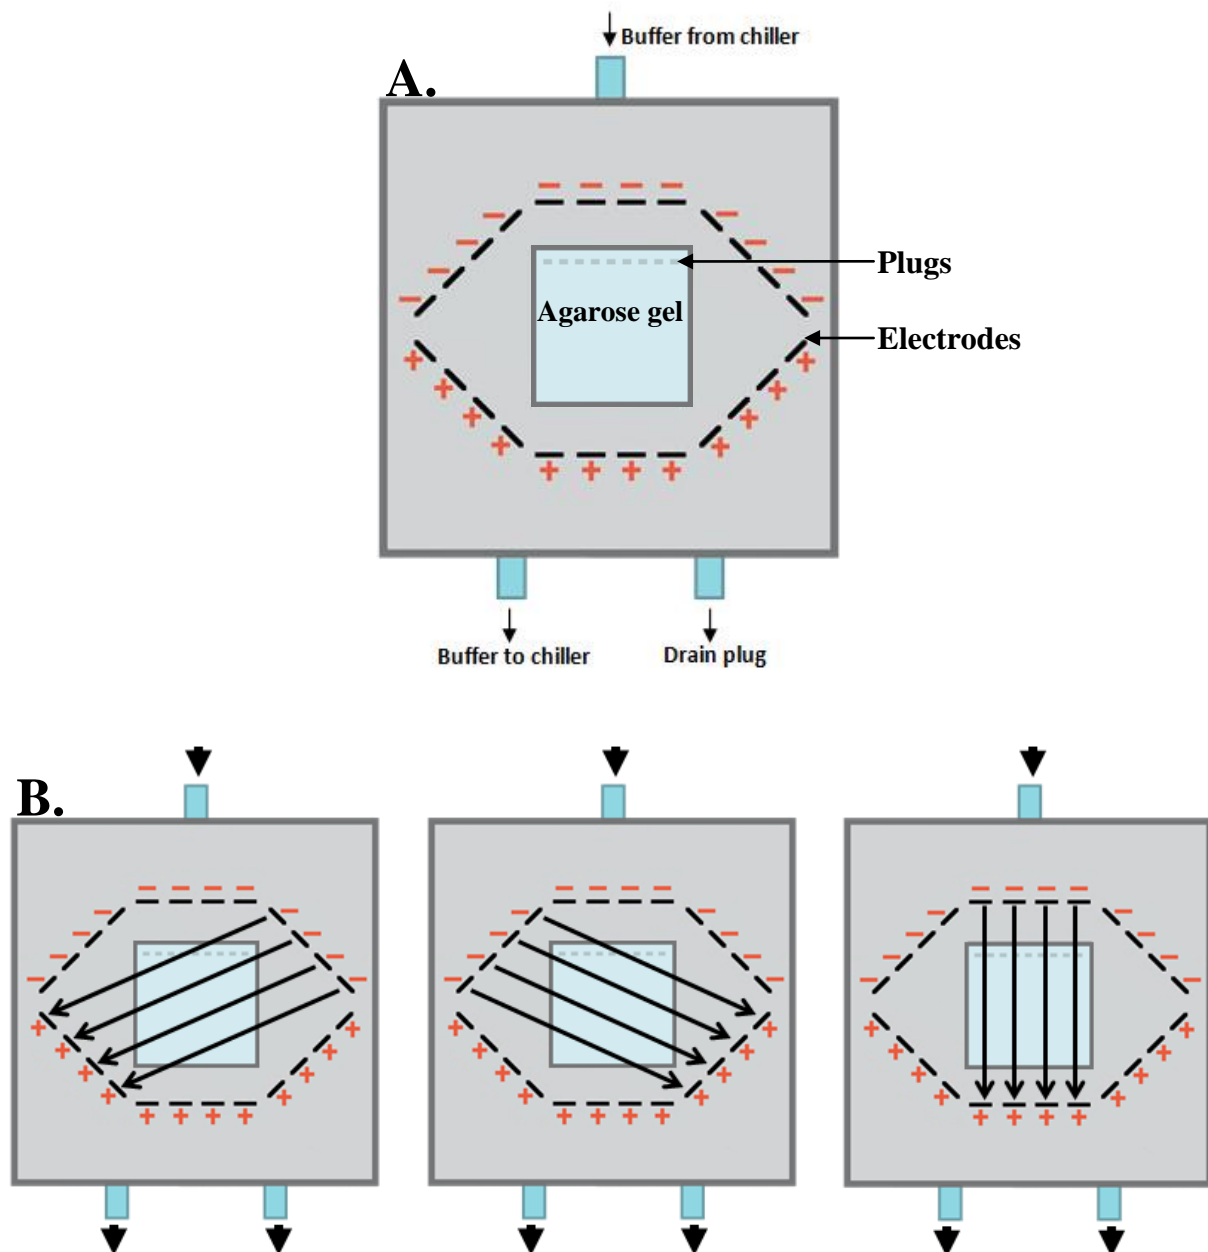 Buffer from chiller
A.
Plugs
Agarose gel
Electrodes
Buffer to chiller
Drain plug
B.